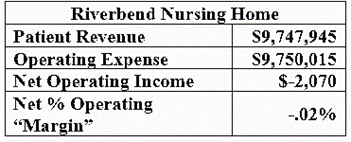 Riverbend Nursing Home
Patient Revenue $9,747,945
Operating Expense $9,750,015
Net Operating Income $-2,070
Net % Operating
“Margin” -.02%